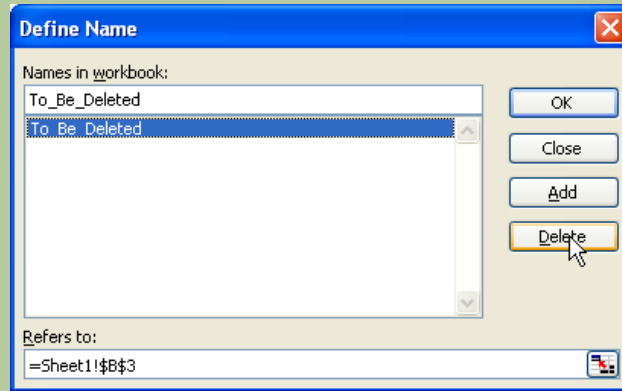 Define Name
Names in workbook:
To_Be_Deleted
To_Be_Deleted
OK
Close
Add
Delete
Refers to:
=Sheet1!$B$3